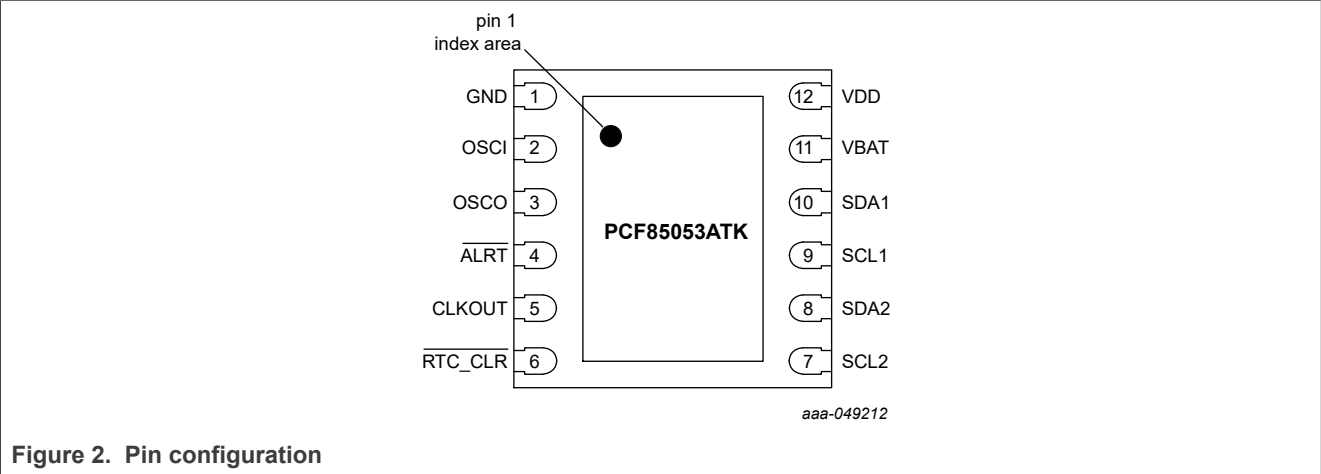 pin 1
index area
GND 1
12 VDD
OSCI 2
11 VBAT
OSCO 3
10 SDA1
PCF85053ATK
ALRT 4
9 SCL1
CLKOUT 5
8 SDA2
RTC_CLR 6
7 SCL2
aaa-049212
Figure 2. Pin configuration